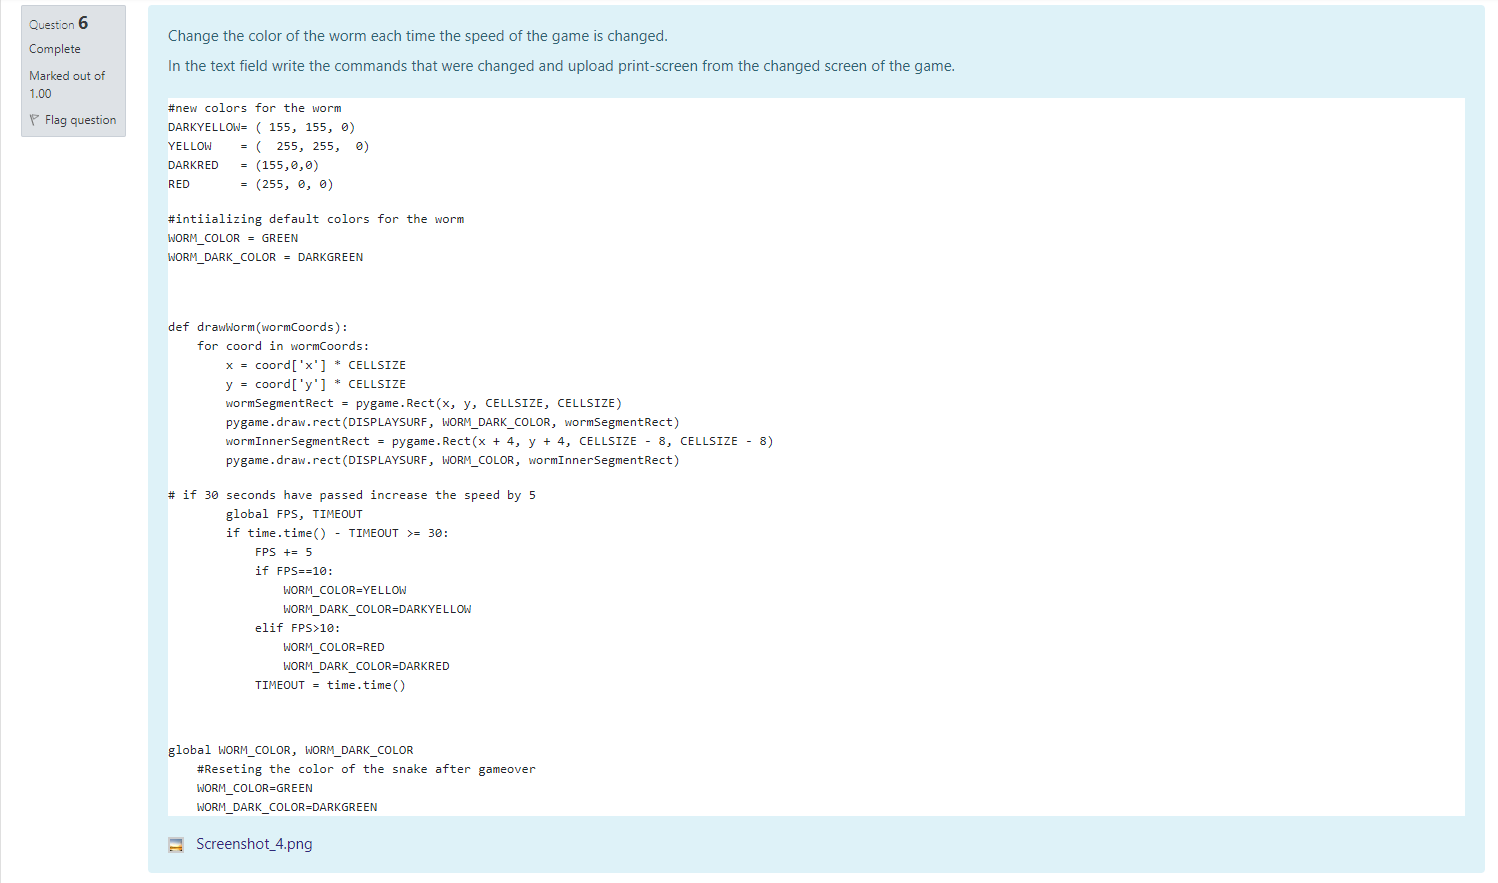 Question 6
Complete
Marked out of
1.00
Flag question
Change the color of the worm each time the speed of the game is changed.
In the text field write the commands that were changed and upload print-screen from the changed screen of the game.
#new colors for the worm
DARKYELLOW= ( 155, 155, 0)
YELLOW    = (  255, 255,  0)
DARKRED   = (155,0,0)
RED       = (255, 0, 0)
#intiializing default colors for the worm
WORM_COLOR = GREEN
WORM_DARK_COLOR = DARKGREEN
def drawWorm(wormCoords):
    for coord in wormCoords:
        x = coord['x'] * CELLSIZE
        y = coord['y'] * CELLSIZE
        wormSegmentRect = pygame.Rect(x, y, CELLSIZE, CELLSIZE)
        pygame.draw.rect(DISPLAYSURF, WORM_DARK_COLOR, wormSegmentRect)
        wormInnerSegmentRect = pygame.Rect(x + 4, y + 4, CELLSIZE - 8, CELLSIZE - 8)
        pygame.draw.rect(DISPLAYSURF, WORM_COLOR, wormInnerSegmentRect)
# if 30 seconds have passed increase the speed by 5
        global FPS, TIMEOUT
        if time.time() - TIMEOUT >= 30:
            FPS += 5
            if FPS==10:
                WORM_COLOR=YELLOW
                WORM_DARK_COLOR=DARKYELLOW
            elif FPS>10:
                WORM_COLOR=RED
                WORM_DARK_COLOR=DARKRED
            TIMEOUT = time.time()
global WORM_COLOR, WORM_DARK_COLOR
    #Reseting the color of the snake after gameover
    WORM_COLOR=GREEN
    WORM_DARK_COLOR=DARKGREEN
Screenshot_4.png